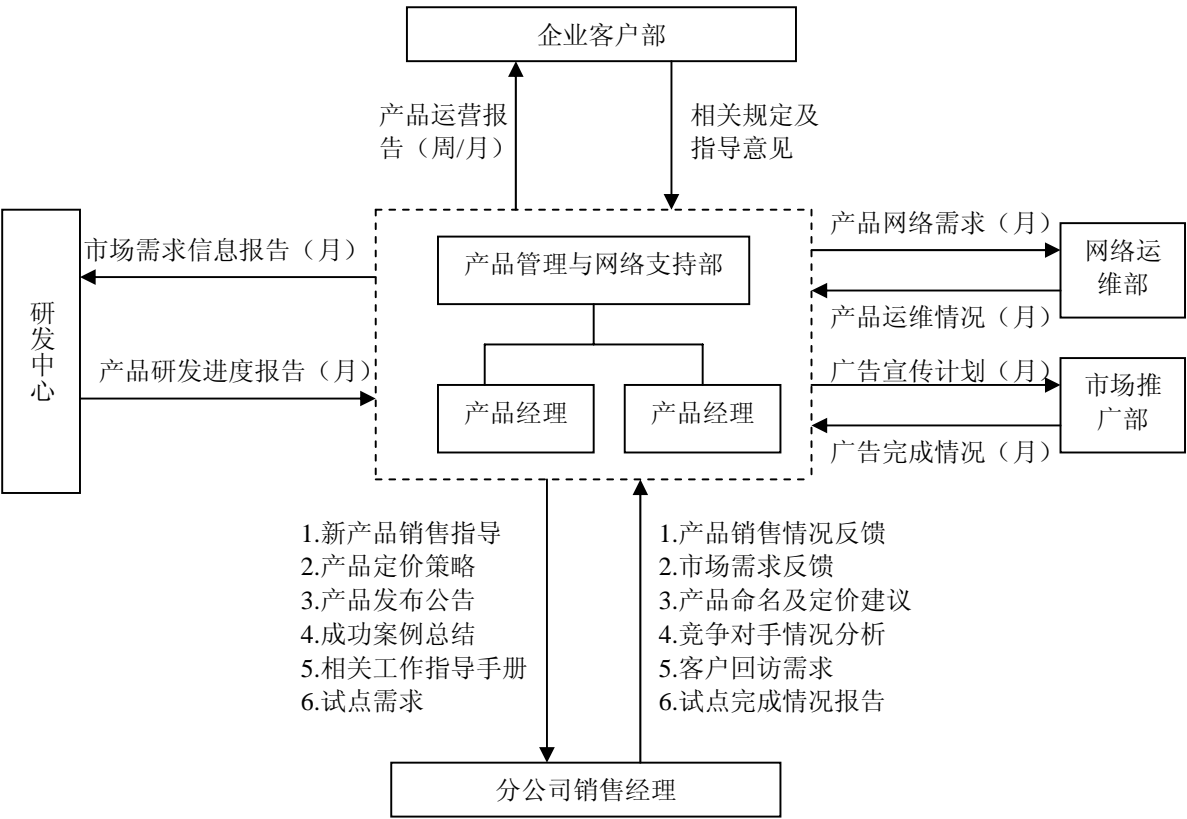 企业客户部
产品运营报
告（周/月）
相关规定及
指导意见
产品网络需求（月）
市场需求信息报告（月）
产品管理与网络支持部
网络运
维部
产品运维情况（月）
研发中心
产品研发进度报告（月）
广告宣传计划（月）
产品经理
产品经理
市场推
广部
广告完成情况（月）
1.新产品销售指导
2.产品定价策略
3.产品发布公告
4.成功案例总结
5.相关工作指导手册
6.试点需求
1.产品销售情况反馈
2.市场需求反馈
3.产品命名及定价建议
4.竞争对手情况分析
5.客户回访需求
6.试点完成情况报告
分公司销售经理